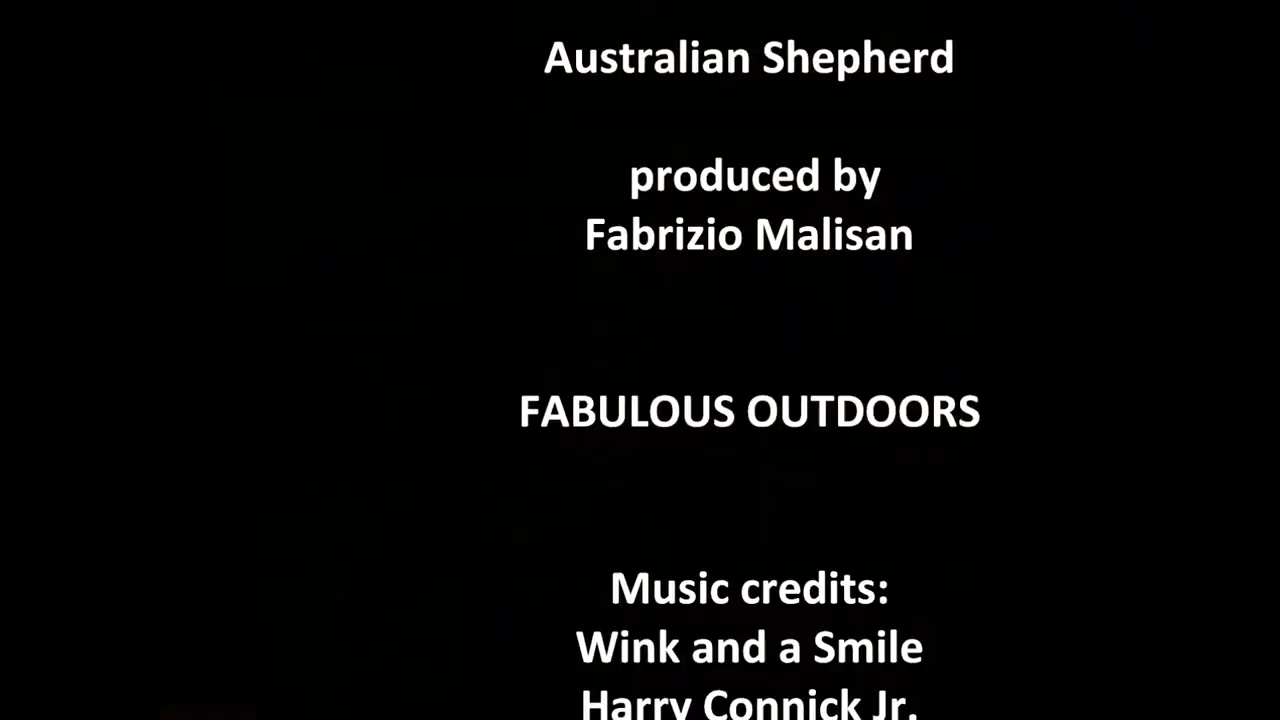 Australian Shepherd
produced by
Fabrizio Malisan
FABULOUS OUTDOORS
Music credits:
Wink and a Smile
Harry Connick Jr.